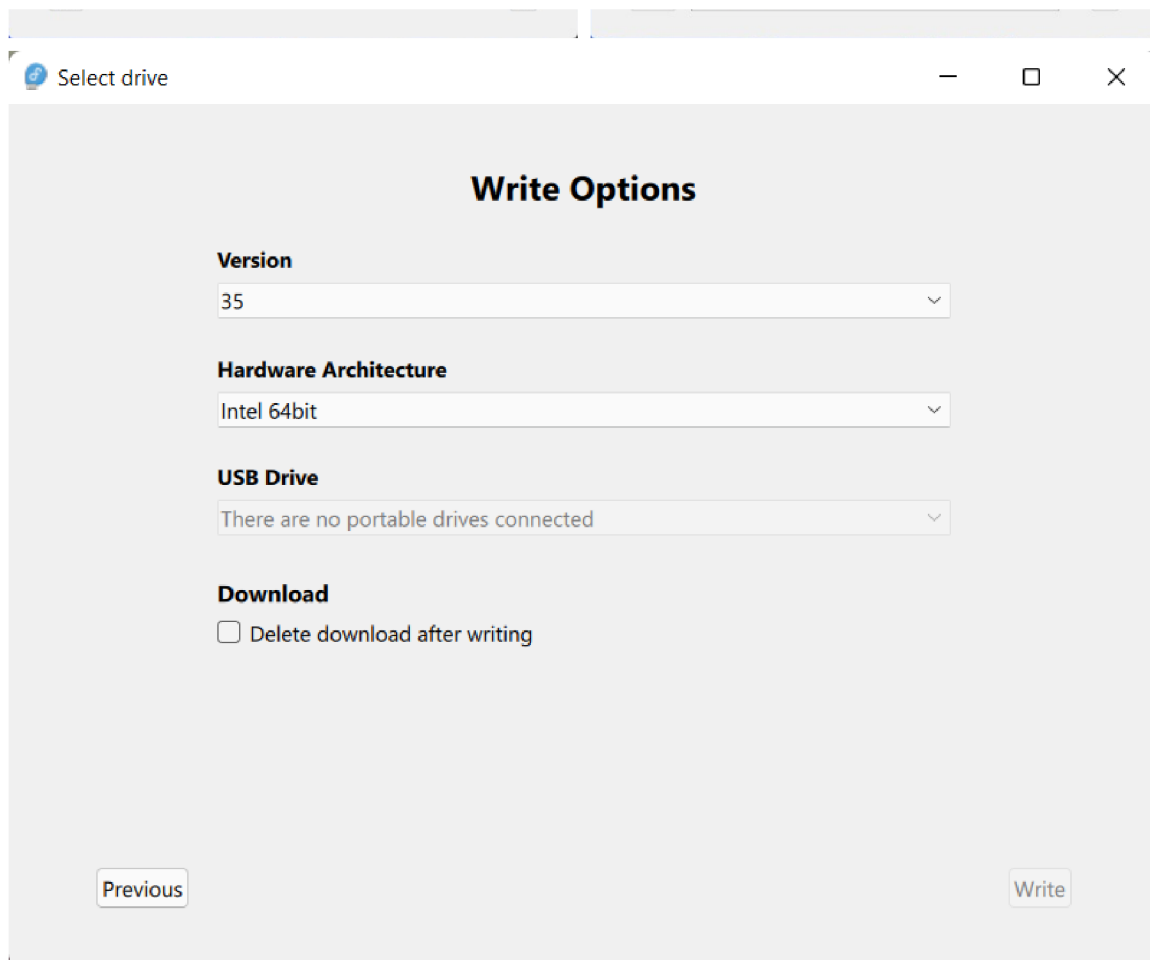 Select drive
Write Options
Version
35
Hardware Architecture
Intel 64bit
USB Drive
There are no portable drives connected
Download
Delete download after writing
Previous
Write